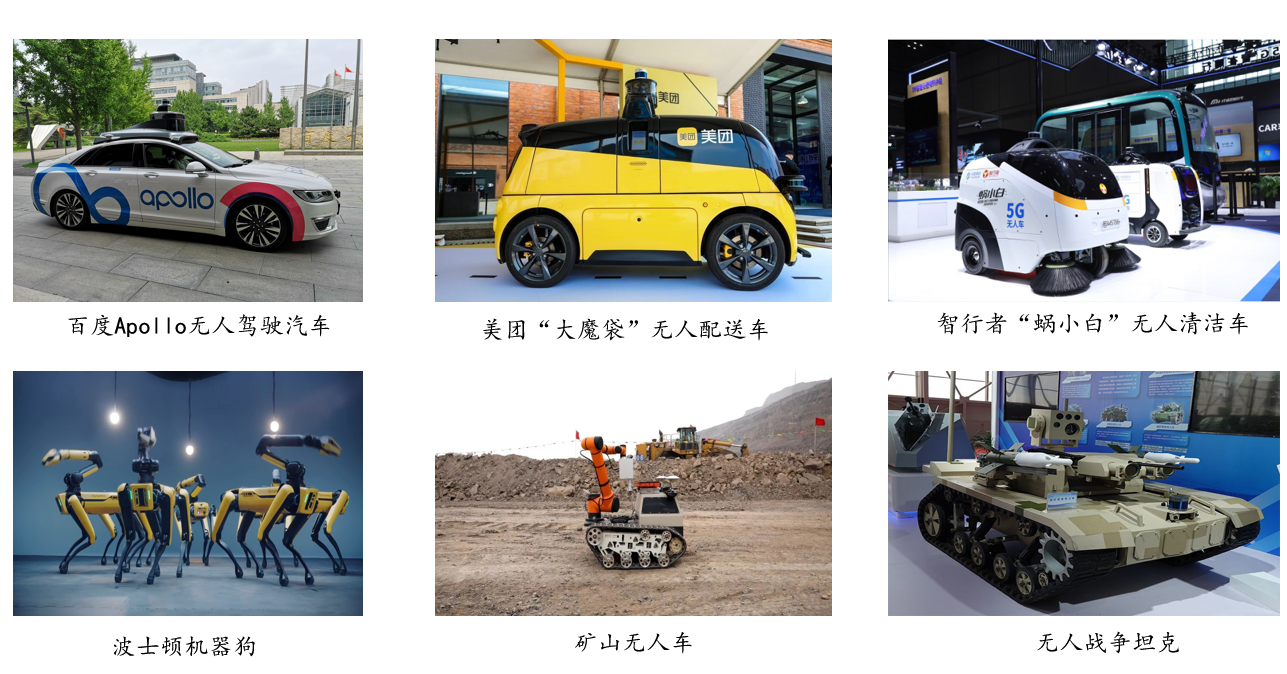 apollo
美团
美团 美团
蜗小白
5G
无人车
CAR
百度Apollo无人驾驶汽车
美团“大魔袋”无人配送车
智行者“蜗小白”无人清洁车
波士顿机器狗
矿山无人车
无人战争坦克